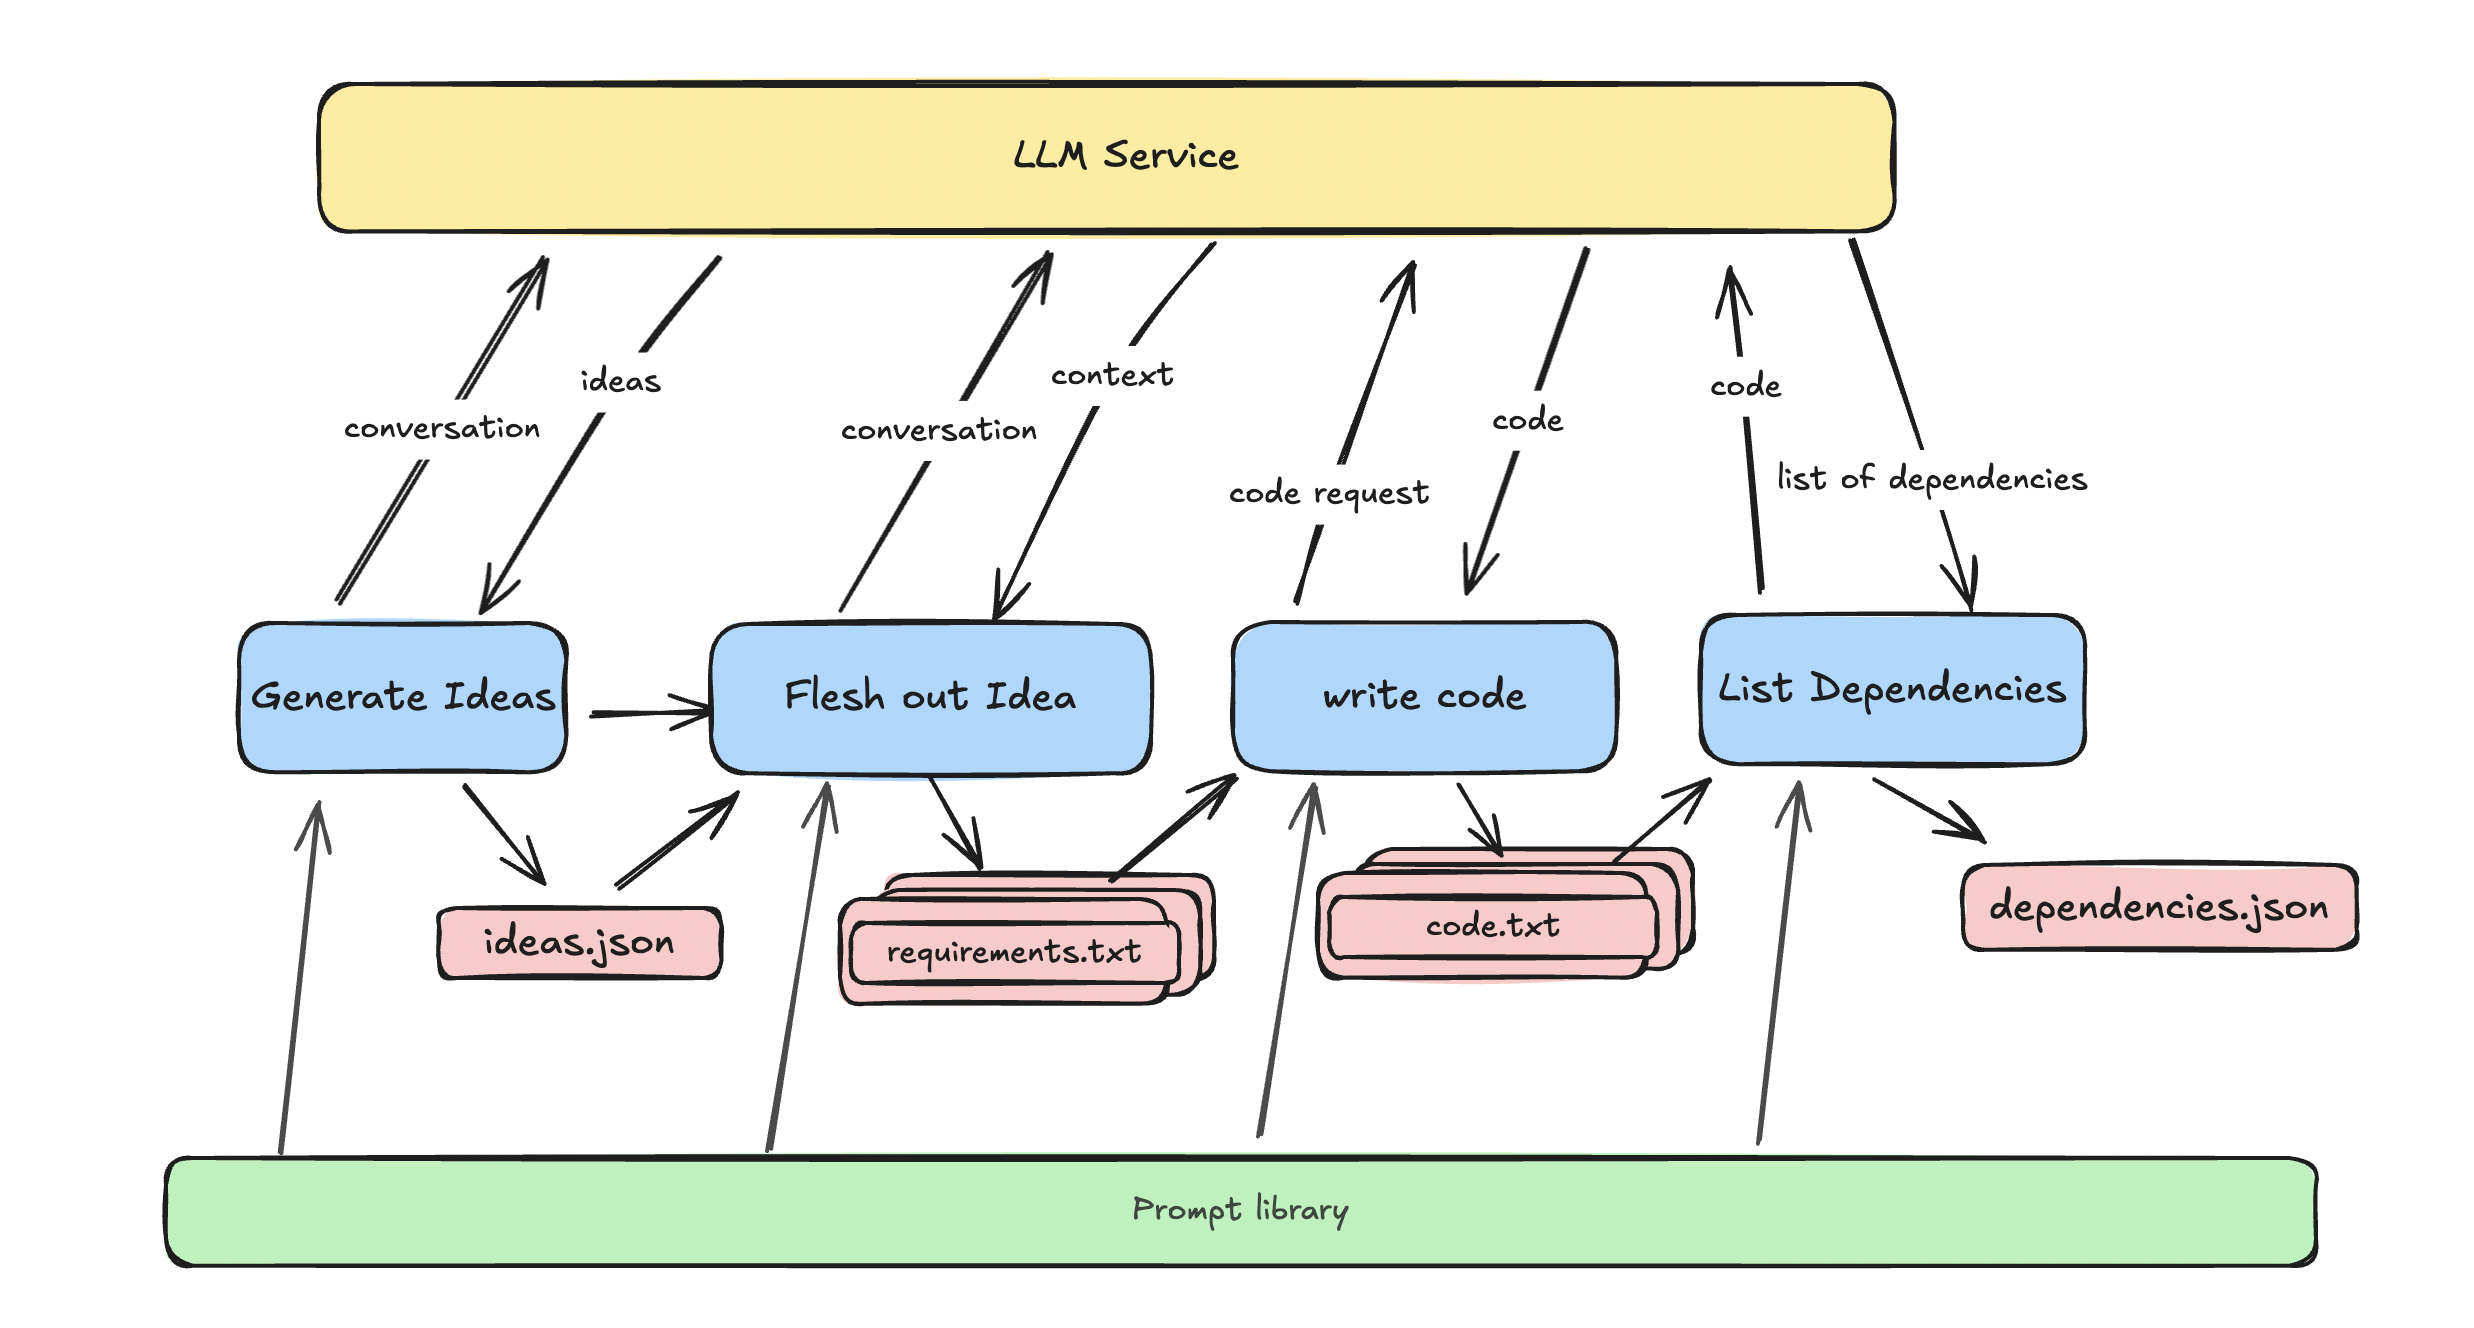 LLM Service
ideas
context
code
conversation
conversation
code
code request
list of dependencies
Generate Ideas
Flesh out Idea
write code
List Dependencies
ideas.json
requirements.txt
code.txt
dependencies.json
Prompt library